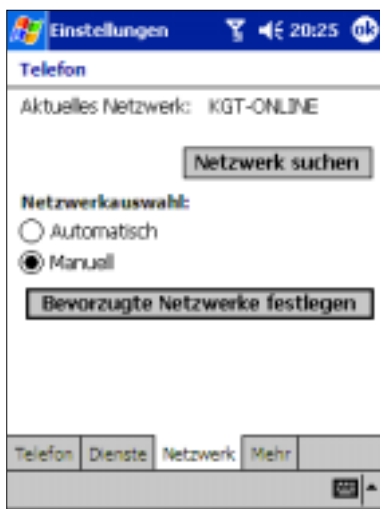 Einstellungen 20:25 ok
Telefon
Aktuelles Netzwerk: KGT-ONLINE
Netzwerk suchen
Netzwerkauswahl:
Automatisch
Manuell
Bevorzugte Netzwerke festlegen
Telefon Dienste Netzwerk Mehr